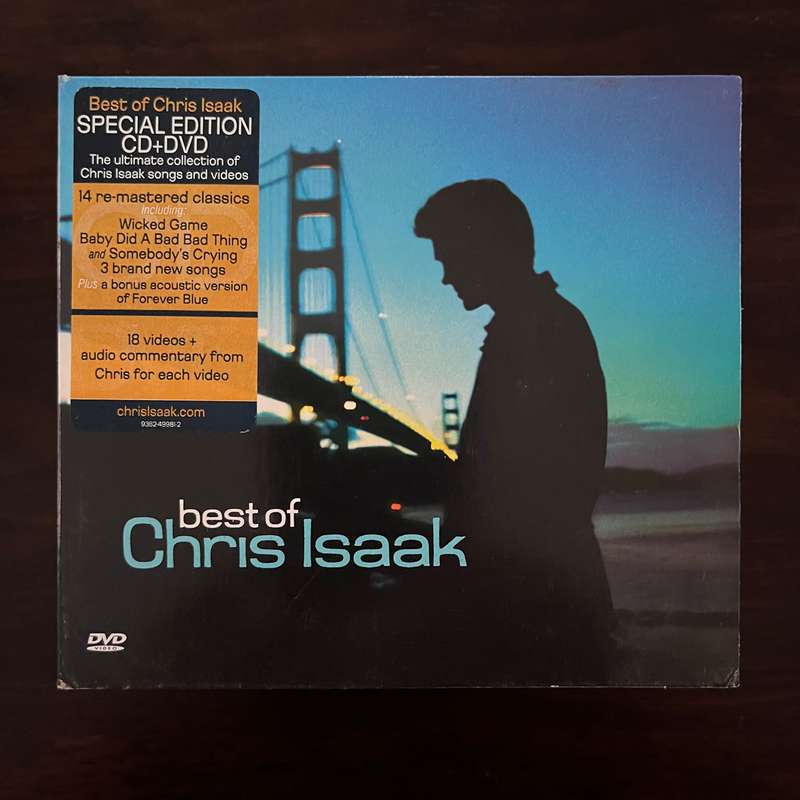 Best of Chris Isaak
SPECIAL EDITION
CD+DVD
The ultimate collection of
Chris Isaak songs and videos
14 re-mastered classics
including:
Wicked Game
Baby Did A Bad Bad Thing
and Somebody's Crying
3 brand new songs
Plus a bonus acoustic version
of Forever Blue
18 videos +
audio commentary from
Chris for each video
chrisIsaak.com
9362-49981-2
best of
Chris Isaak
DVD
VIDEO